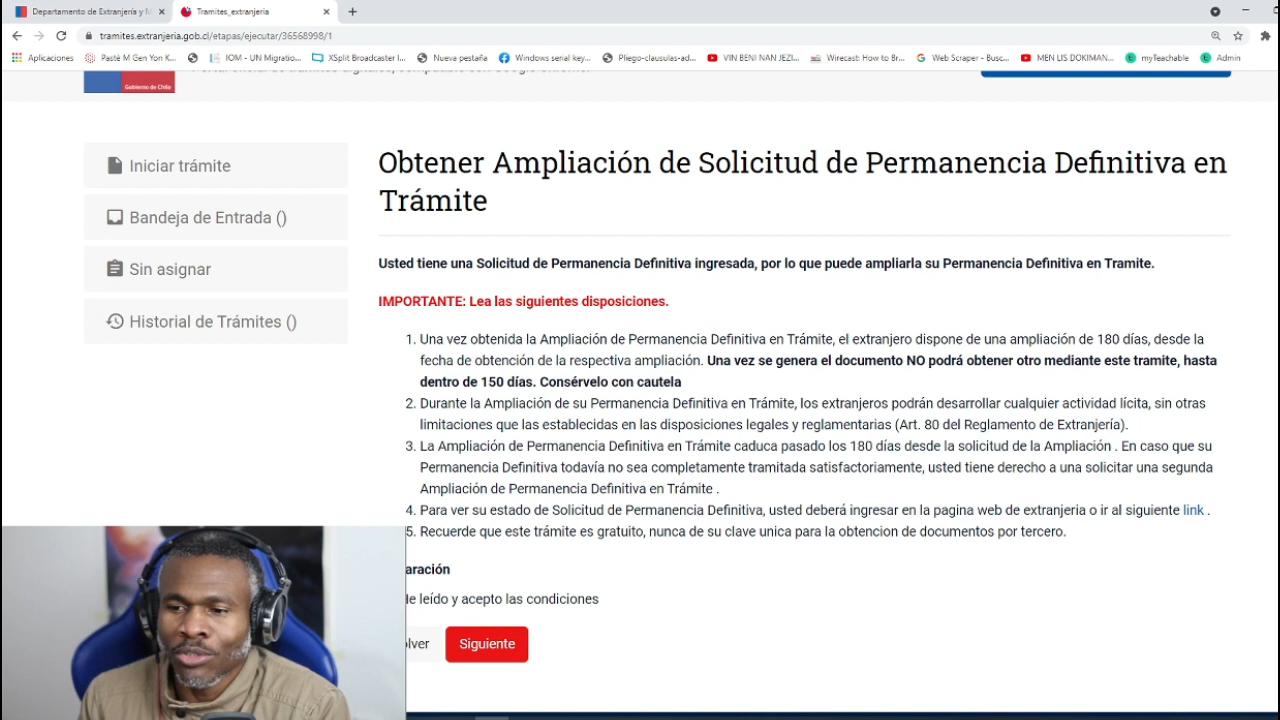 Departamento de Extranjería y M
Tramites_extranjeria
tramites.extranjeria.gob.cl/etapas/ejecutar/36568998/1
Aplicaciones
Pastè M Gen Yon K...
IOM - UN Migratio...
XSplit Broadcaster l...
Nueva pestaña
Windows serial key...
Pliego-clausulas-ad...
VIN BENI NAN JEZI...
Wirecast: How to Br...
Web Scraper - Busc...
MEN LIS DOKIMAN...
myTeachable
Admin
Gobierno de Chile
Iniciar trámite
Bandeja de Entrada ()
Sin asignar
Historial de Trámites ()
Obtener Ampliación de Solicitud de Permanencia Definitiva en
Trámite
Usted tiene una Solicitud de Permanencia Definitiva ingresada, por lo que puede ampliarla su Permanencia Definitiva en Tramite.
IMPORTANTE: Lea las siguientes disposiciones.
1. Una vez obtenida la Ampliación de Permanencia Definitiva en Trámite, el extranjero dispone de una ampliación de 180 días, desde la
fecha de obtención de la respectiva ampliación. Una vez se genera el documento NO podrá obtener otro mediante este tramite, hasta
dentro de 150 días. Consérvelo con cautela
2. Durante la Ampliación de su Permanencia Definitiva en Trámite, los extranjeros podrán desarrollar cualquier actividad lícita, sin otras
limitaciones que las establecidas en las disposiciones legales y reglamentarias (Art. 80 del Reglamento de Extranjería).
3. La Ampliación de Permanencia Definitiva en Trámite caduca pasado los 180 días desde la solicitud de la Ampliación . En caso que su
Permanencia Definitiva todavía no sea completamente tramitada satisfactoriamente, usted tiene derecho a una solicitar una segunda
Ampliación de Permanencia Definitiva en Trámite .
4. Para ver su estado de Solicitud de Permanencia Definitiva, usted deberá ingresar en la pagina web de extranjeria o ir al siguiente link .
5. Recuerde que este trámite es gratuito, nunca de su clave unica para la obtencion de documentos por tercero.
aración
le leído y acepto las condiciones
olver
Siguiente